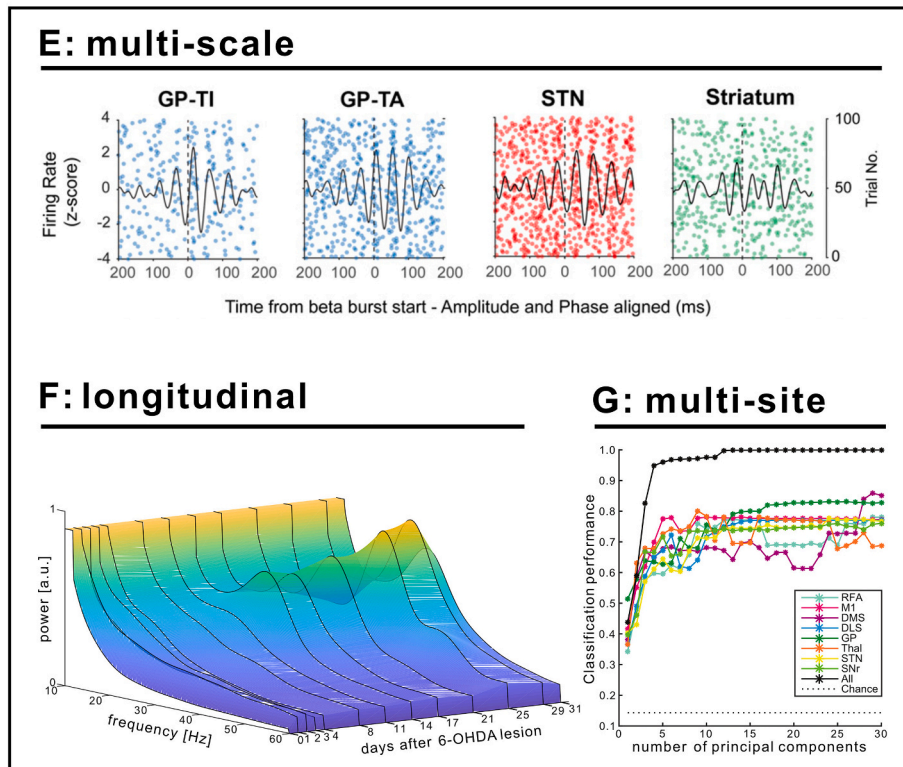 E: multi-scale
GP-TI
GP-TA
STN
Striatum
Firing Rate
(z-score)
4
2
0
-2
-4
200 100 0 100 200
200 100 0 100 200
200 100 0 100 200
200 100 0 100 200
100
50
0
Trial No.
Time from beta burst start - Amplitude and Phase aligned (ms)
F: longitudinal
power [a.u.]
1
0
10
20
30
40
50
60
frequency [Hz]
0 1 2 3 4 8 11 14 17 21 25 29 31
days after 6-OHDA lesion
G: multi-site
Classification performance
1.0
0.9
0.8
0.7
0.6
0.5
0.4
0.3
0.2
0.1
RFA
M1
DMS
DLS
GP
Thal
STN
SNr
All
Chance
0 5 10 15 20 25 30
number of principal components